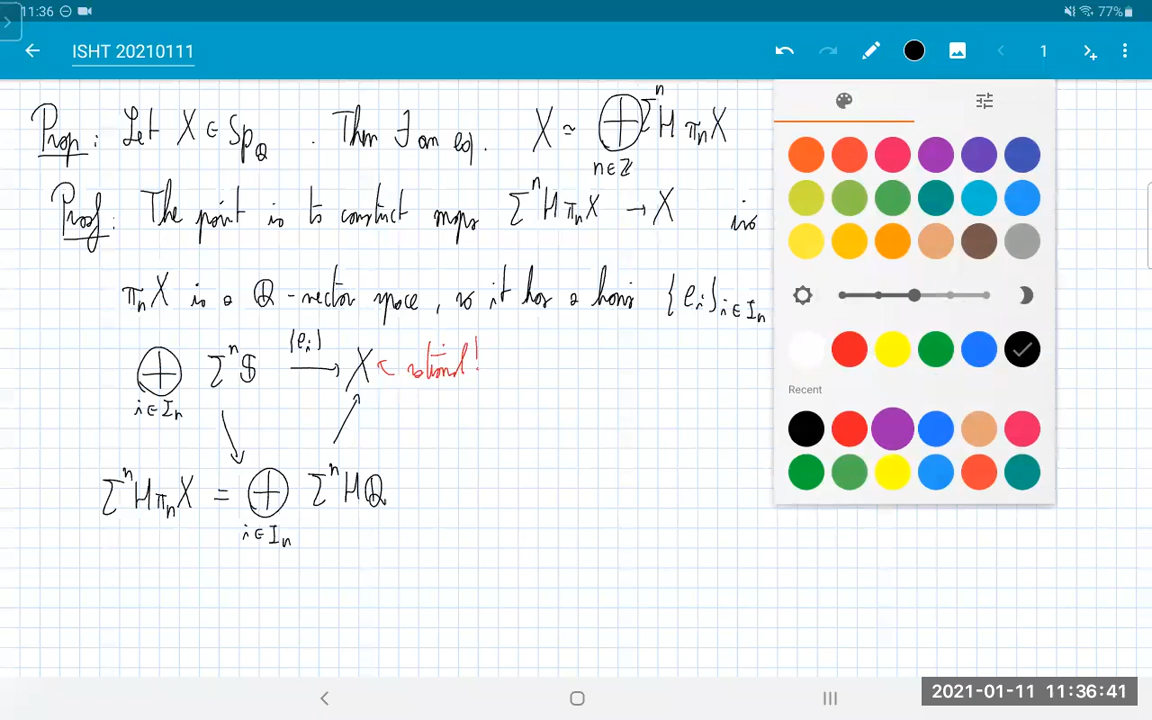 11:36
77%
ISHT 20210111
1
Prop: Let X ∈ Sp_ℚ. Then ∃ an eq. X ≃ ⊕_{n∈ℤ} Σ^n H π_n X
Proof: The point is to construct maps Σ^n H π_n X → X iso
π_n X is a ℚ-vector space, so it has a basis {e_i}_{i∈I_n}
⊕_{i∈I_n} Σ^n 𝕊 →^{{e_i}} X ← rational!
Σ^n H π_n X = ⊕_{i∈I_n} Σ^n H ℚ
Recent
2021-01-11 11:36:41